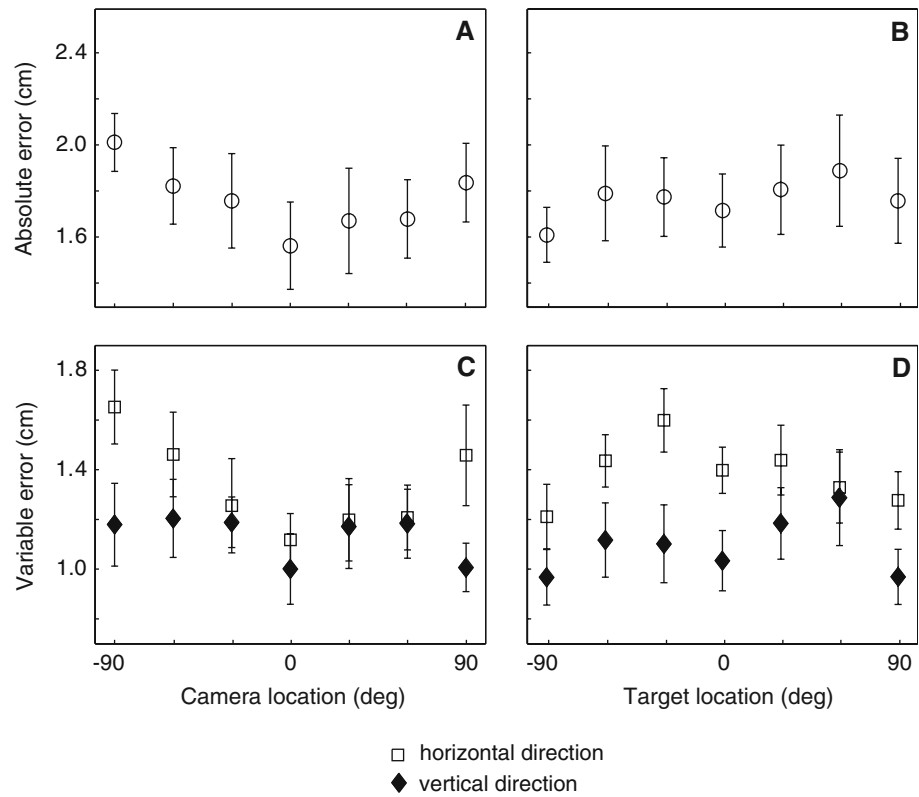 A
B
Absolute error (cm)
2.4
2.0
1.6
C
D
Variable error (cm)
1.8
1.4
1.0
-90 0 90
-90 0 90
Camera location (deg)
Target location (deg)
horizontal direction
vertical direction